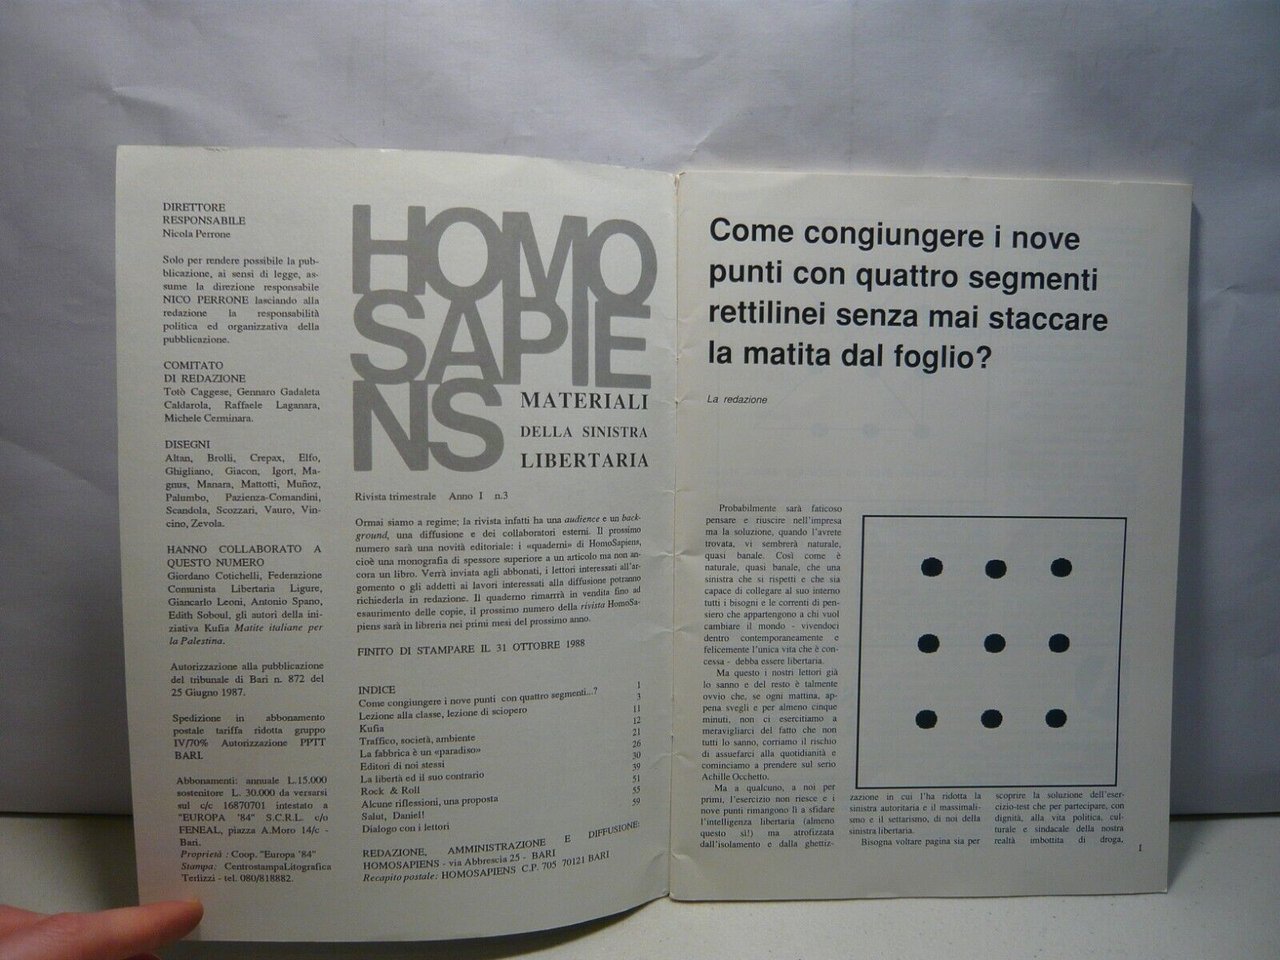 DIRETTORE
RESPONSABILE
Nicola Perrone
Solo per rendere possibile la pub-
blicazione, ai sensi di legge, as-
sume la direzione responsabile
NICO PERRONE lasciando alla
redazione la responsabilità
politica ed organizzativa della
pubblicazione.
COMITATO
DI REDAZIONE
Totò Caggese, Gennaro Gadaleta
Caldarola, Raffaele Laganara,
Michele Cerminara.
DISEGNI
Altan, Brolli, Crepax, Elfo,
Ghigliano, Giacon, Igort, Ma-
gnus, Manara, Mattotti, Muñoz,
Palumbo, Pazienza-Comandini,
Scandola, Scozzari, Vauro, Vin-
cino, Zevola.
HANNO COLLABORATO A
QUESTO NUMERO
Giordano Cotichelli, Federazione
Comunista Libertaria Ligure,
Giancarlo Leoni, Antonio Spano,
Edith Soboul, gli autori della ini-
ziativa Kufia Matite italiane per
la Palestina.
Autorizzazione alla pubblicazione
del tribunale di Bari n. 872 del
25 Giugno 1987.
Spedizione in abbonamento
postale tariffa ridotta gruppo
IV/70% Autorizzazione PPTT
BARI.
Abbonamenti: annuale L.15.000
sostenitore L. 30.000 da versarsi
sul c/c 16870701 intestato a
"EUROPA '84" S.C.R.L. c/o
FENEAL, piazza A.Moro 14/c -
Bari.
Proprietà : Coop. "Europa '84"
Stampa: CentrostampaLitografica
Terlizzi - tel. 080/818882.
HOMO
SAPIE
NS
MATERIALI
DELLA SINISTRA
LIBERTARIA
Rivista trimestrale Anno I n.3
Ormai siamo a regime; la rivista infatti ha una audience e un back-
ground, una diffusione e dei collaboratori esterni. Il prossimo
numero sarà una novità editoriale: i «quaderni» di HomoSapiens,
cioè una monografia di spessore superiore a un articolo ma non an-
cora un libro. Verrà inviata agli abbonati, i lettori interessati all'ar-
gomento o gli addetti ai lavori interessati alla diffusione potranno
richiederla in redazione. Il quaderno rimarrà in vendita fino ad
esaurimento delle copie, il prossimo numero della rivista HomoSa-
piens sarà in libreria nei primi mesi del prossimo anno.
FINITO DI STAMPARE IL 31 OTTOBRE 1988
INDICE
Come congiungere i nove punti con quattro segmenti...? 1
Lezione alla classe, lezione di sciopero 3
Kufia 11
Traffico, società, ambiente 12
La fabbrica è un «paradiso» 21
Editori di noi stessi 26
La libertà ed il suo contrario 30
Rock & Roll 39
Alcune riflessioni, una proposta 51
Salut, Daniel! 55
Dialogo con i lettori 59
REDAZIONE, AMMINISTRAZIONE E DIFFUSIONE:
HOMOSAPIENS - via Abbrescia 25 - BARI
Recapito postale: HOMOSAPIENS C.P. 705 70121 BARI
Come congiungere i nove
punti con quattro segmenti
rettilinei senza mai staccare
la matita dal foglio?
La redazione
Probabilmente sarà faticoso
pensare e riuscire nell'impresa
ma la soluzione, quando l'avrete
trovata, vi sembrerà naturale,
quasi banale. Così come è
naturale, quasi banale, che una
sinistra che si rispetti e che sia
capace di collegare al suo interno
tutti i bisogni e le correnti di pen-
siero che appartengono a chi vuol
cambiare il mondo - vivendoci
dentro contemporaneamente e
felicemente l'unica vita che è con-
cessa - debba essere libertaria.
Ma questo i nostri lettori già
lo sanno e del resto è talmente
ovvio che, se ogni mattina, ap-
pena svegli e per almeno cinque
minuti, non ci esercitiamo a
meravigliarci del fatto che non
tutti lo sanno, corriamo il rischio
di assuefarci alla quotidianità e
cominciamo a prendere sul serio
Achille Occhetto.
Ma a qualcuno, a noi per
primi, l'esercizio non riesce e i
nove punti rimangono lì a sfidare
l'intelligenza libertaria (almeno
questo sì!) ma atrofizzata
dall'isolamento e dalla ghettiz-
zazione in cui l'ha ridotta la
sinistra autoritaria e il massimali-
smo e il settarismo, di noi della
sinistra libertaria.
Bisogna voltare pagina sia per
scoprire la soluzione dell'eser-
cizio-test che per partecipare, con
dignità, alla vita politica, cul-
turale e sindacale della nostra
realtà imbottita di droga,
1